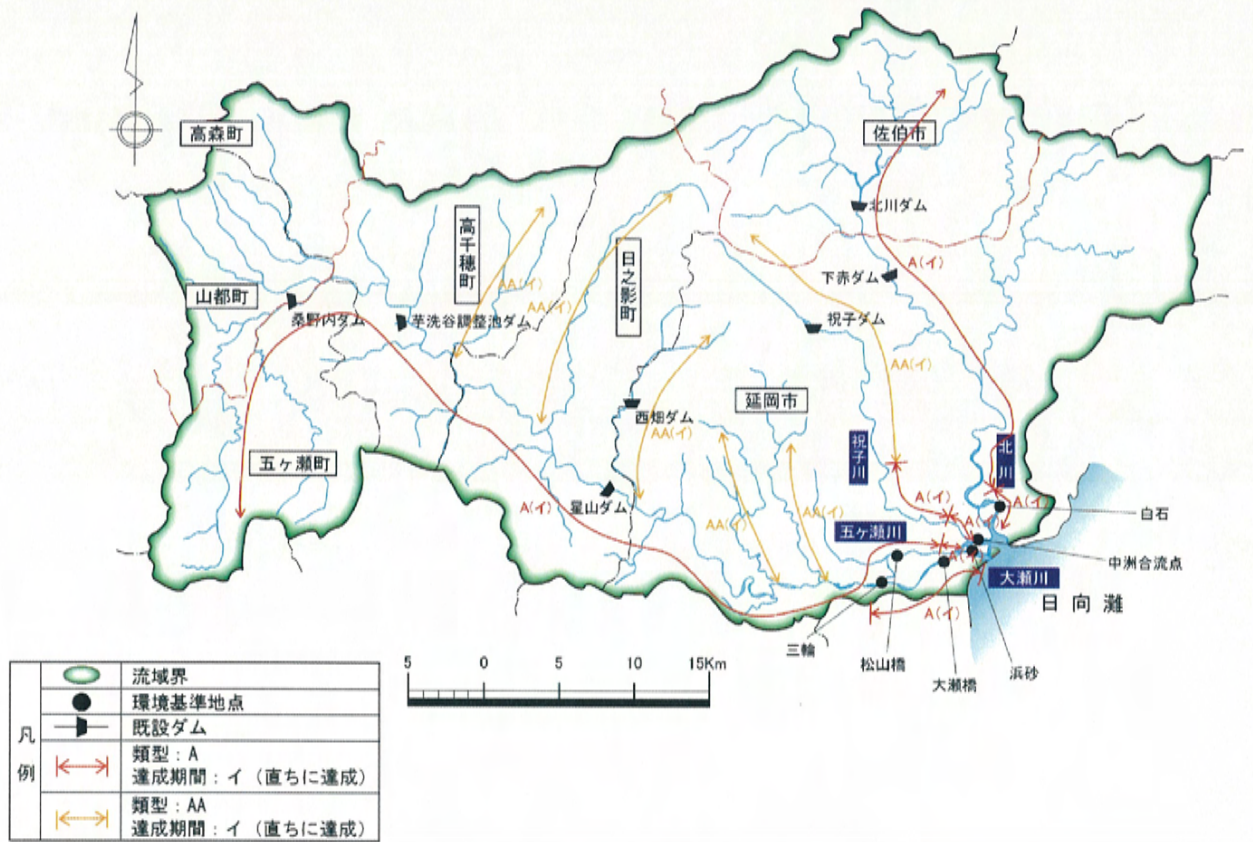 高森町
佐伯市
北川ダム
高千穂町
日之影町
AA(イ)
AA(イ)
A(イ)
下赤ダム
山都町
桑野内ダム
芋洗谷調整池ダム
祝子ダム
AA(イ)
西畑ダム
延岡市
AA(イ)
祝子川
北川
五ヶ瀬町
星山ダム
A(イ)
AA(イ)
AA(イ)
A(イ)
A(イ)
A(イ)
白石
五ヶ瀬川
A(イ)
中洲合流点
大瀬川
日向灘
A(イ)
三輪
松山橋
大瀬橋
浜砂
5 0 5 10 15Km
凡例
流域界
環境基準地点
既設ダム
類型:A
達成期間:イ(直ちに達成)
類型:AA
達成期間:イ(直ちに達成)